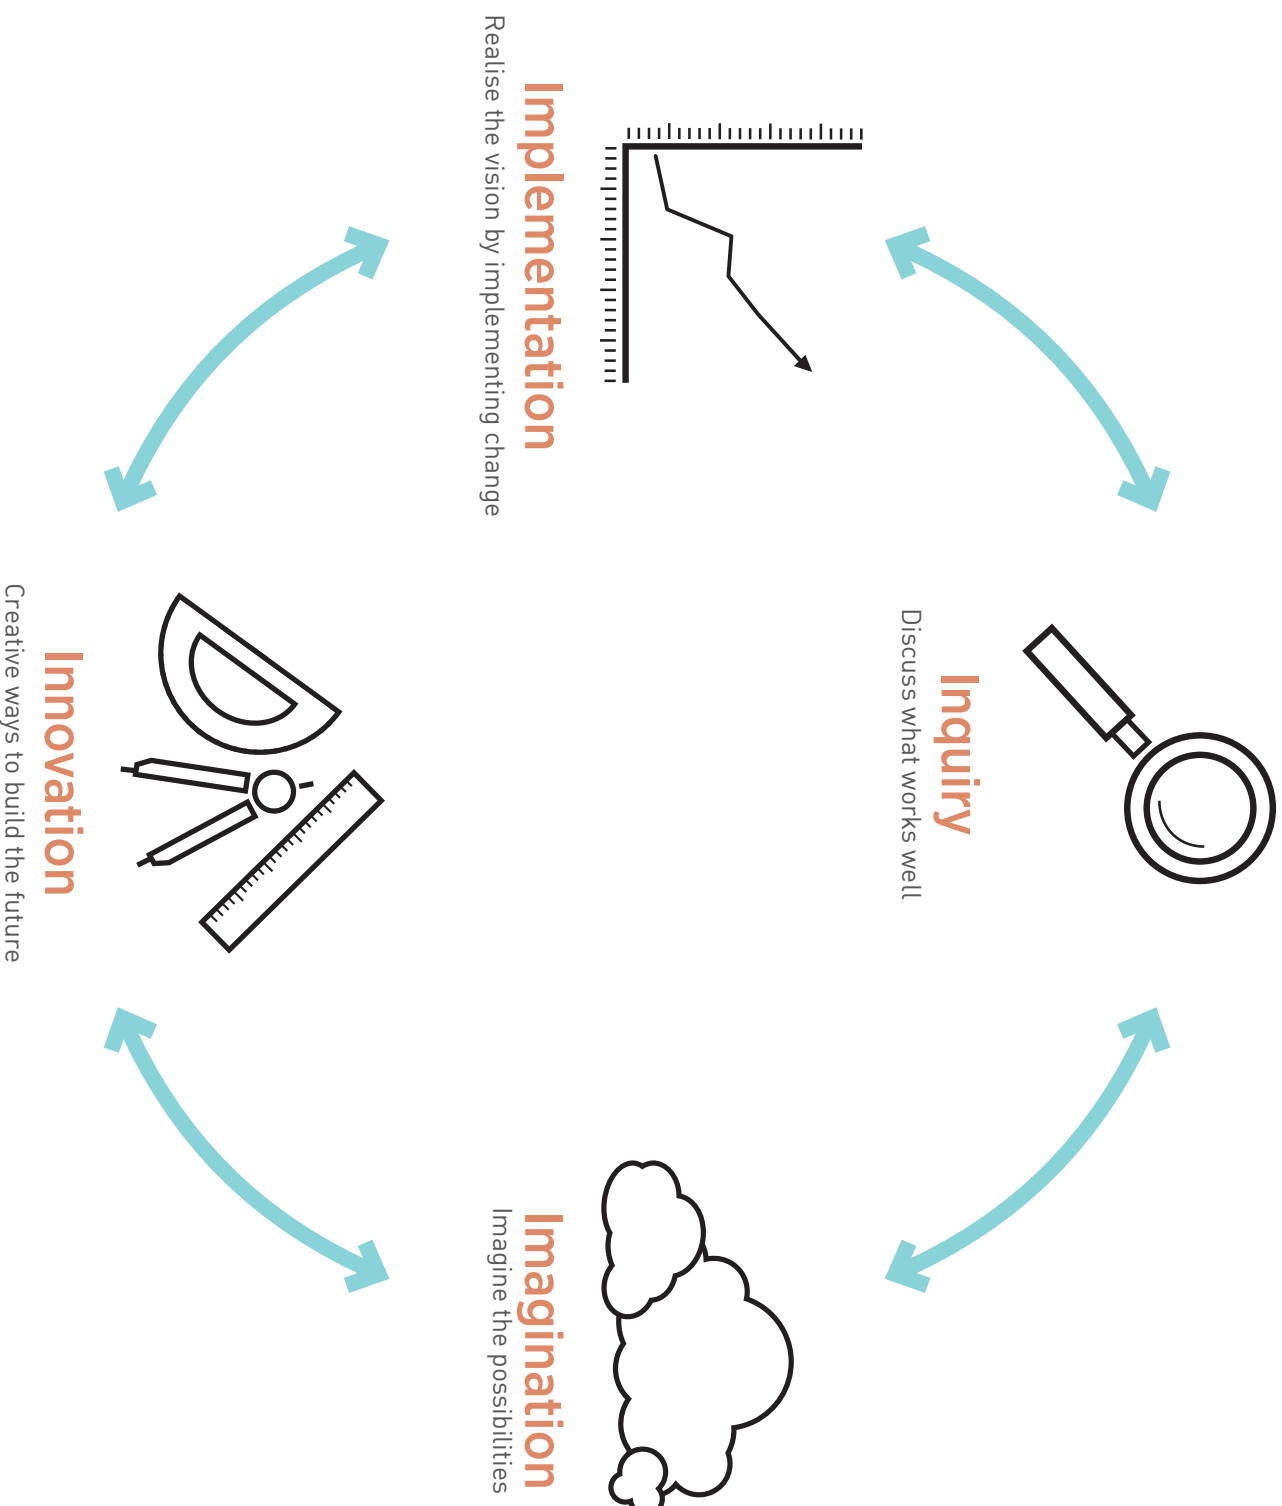 Inquiry
Discuss what works well
Implementation
Realise the vision by implementing change
Imagination
Imagine the possibilities
Innovation
Creative ways to build the future